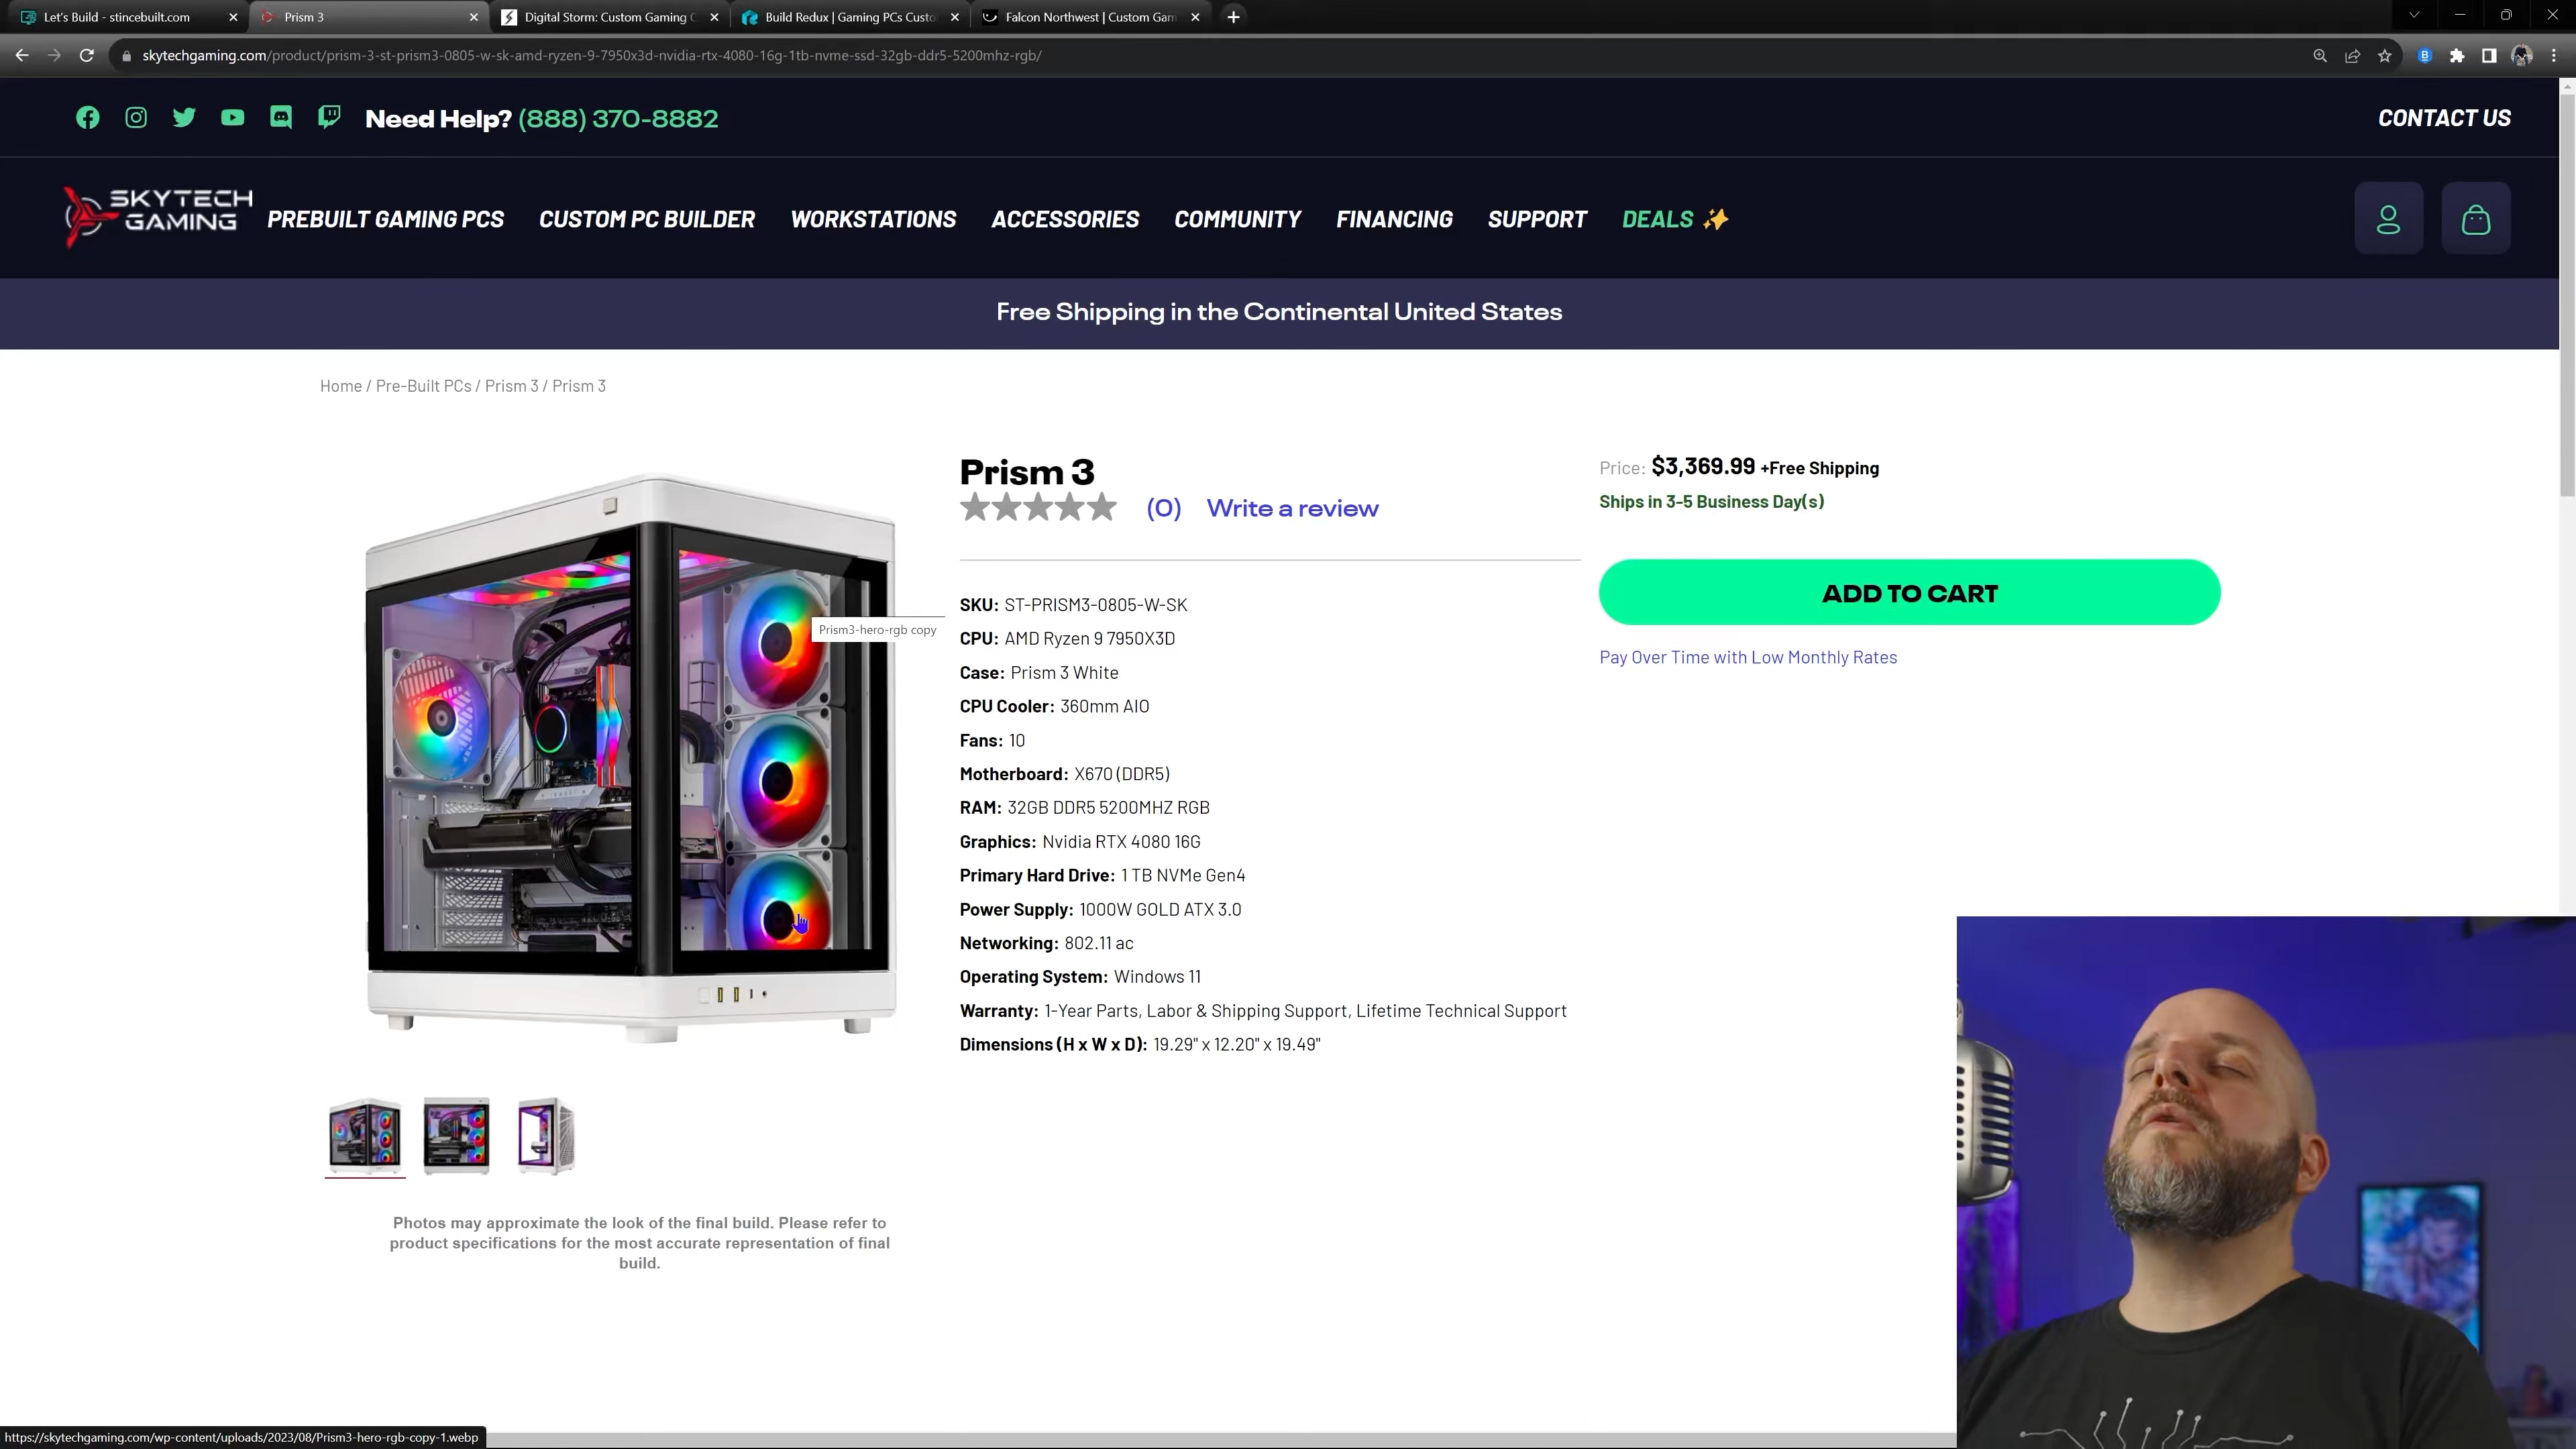 Let's Build - stincebuilt.com
Prism 3
Digital Storm: Custom Gaming C
Build Redux | Gaming PCs Custo
Falcon Northwest | Custom Gam
skytechgaming.com/product/prism-3-st-prism3-0805-w-sk-amd-ryzen-9-7950x3d-nvidia-rtx-4080-16g-1tb-nvme-ssd-32gb-ddr5-5200mhz-rgb/
Need Help? (888) 370-8882
CONTACT US
SKYTECH
GAMING
PREBUILT GAMING PCS
CUSTOM PC BUILDER
WORKSTATIONS
ACCESSORIES
COMMUNITY
FINANCING
SUPPORT
DEALS ✨
Free Shipping in the Continental United States
Home / Pre-Built PCs / Prism 3 / Prism 3
Prism 3
(0) Write a review
Price: $3,369.99 +Free Shipping
Ships in 3-5 Business Day(s)
ADD TO CART
Pay Over Time with Low Monthly Rates
SKU: ST-PRISM3-0805-W-SK
Prism3-hero-rgb copy
CPU: AMD Ryzen 9 7950X3D
Case: Prism 3 White
CPU Cooler: 360mm AIO
Fans: 10
Motherboard: X670 (DDR5)
RAM: 32GB DDR5 5200MHZ RGB
Graphics: Nvidia RTX 4080 16G
Primary Hard Drive: 1 TB NVMe Gen4
Power Supply: 1000W GOLD ATX 3.0
Networking: 802.11 ac
Operating System: Windows 11
Warranty: 1-Year Parts, Labor & Shipping Support, Lifetime Technical Support
Dimensions (H x W x D): 19.29" x 12.20" x 19.49"
Photos may approximate the look of the final build. Please refer to
product specifications for the most accurate representation of final
build.
https://skytechgaming.com/wp-content/uploads/2023/08/Prism3-hero-rgb-copy-1.webp